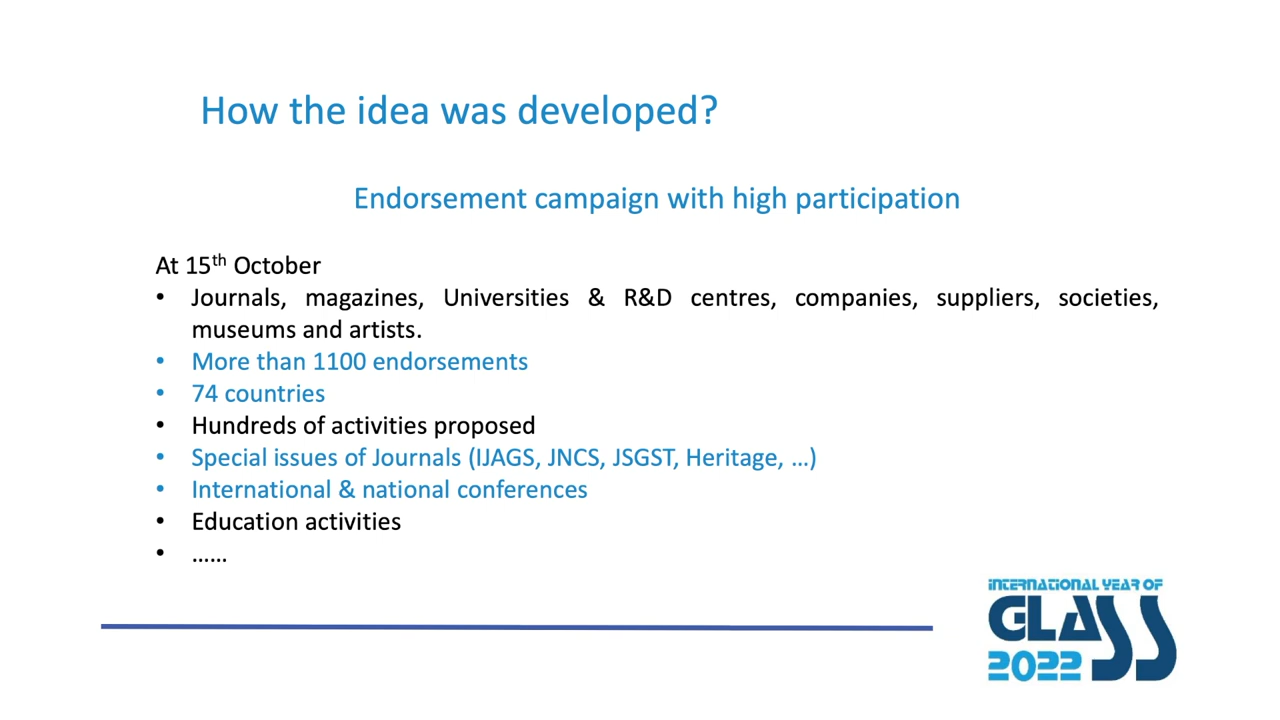 How the idea was developed?
Endorsement campaign with high participation
At 15th October
• Journals, magazines, Universities & R&D centres, companies, suppliers, societies,
museums and artists.
• More than 1100 endorsements
• 74 countries
• Hundreds of activities proposed
• Special issues of Journals (IJAGS, JNCS, JSGST, Heritage, …)
• International & national conferences
• Education activities
• ……
INTERNATIONAL YEAR OF
GLASS
2022